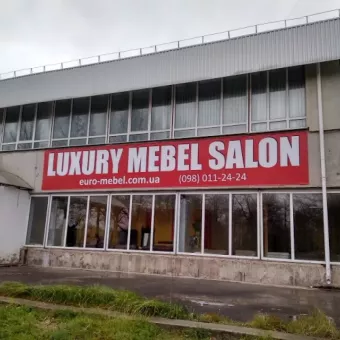 LUXURY MEBEL SALON
euro-mebel.com.ua (098) 011-24-24